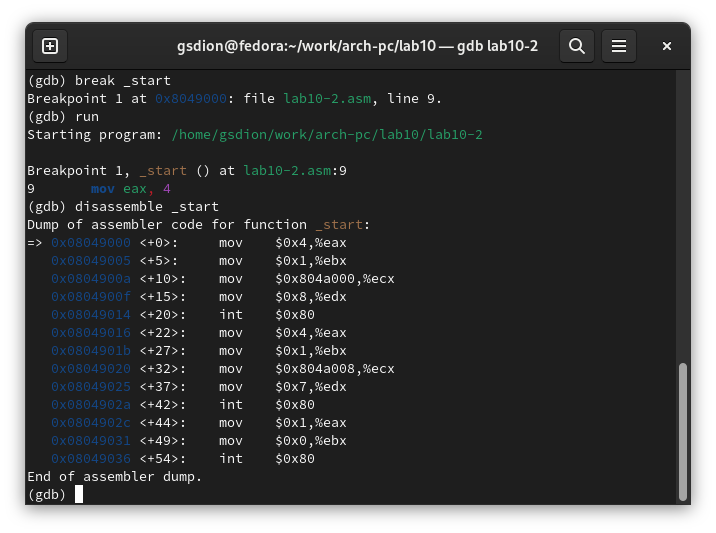 gsdion@fedora:~/work/arch-pc/lab10 — gdb lab10-2
(gdb) break _start
Breakpoint 1 at 0x8049000: file lab10-2.asm, line 9.
(gdb) run
Starting program: /home/gsdion/work/arch-pc/lab10/lab10-2
Breakpoint 1, _start () at lab10-2.asm:9
9       mov eax, 4
(gdb) disassemble _start
Dump of assembler code for function _start:
=> 0x08049000 <+0>:     mov    $0x4,%eax
   0x08049005 <+5>:     mov    $0x1,%ebx
   0x0804900a <+10>:    mov    $0x804a000,%ecx
   0x0804900f <+15>:    mov    $0x8,%edx
   0x08049014 <+20>:    int    $0x80
   0x08049016 <+22>:    mov    $0x4,%eax
   0x0804901b <+27>:    mov    $0x1,%ebx
   0x08049020 <+32>:    mov    $0x804a008,%ecx
   0x08049025 <+37>:    mov    $0x7,%edx
   0x0804902a <+42>:    int    $0x80
   0x0804902c <+44>:    mov    $0x1,%eax
   0x08049031 <+49>:    mov    $0x0,%ebx
   0x08049036 <+54>:    int    $0x80
End of assembler dump.
(gdb)